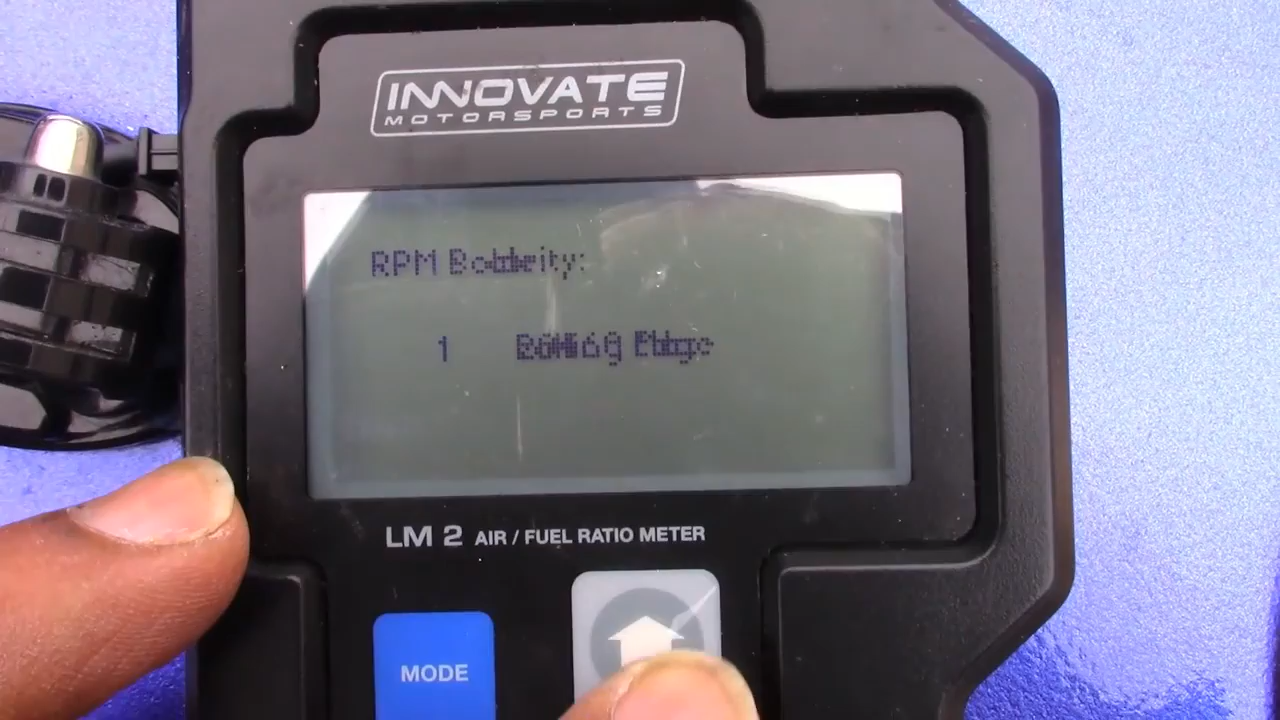 INNOVATE
MOTORSPORTS
RPM
1
LM 2 AIR / FUEL RATIO METER
MODE